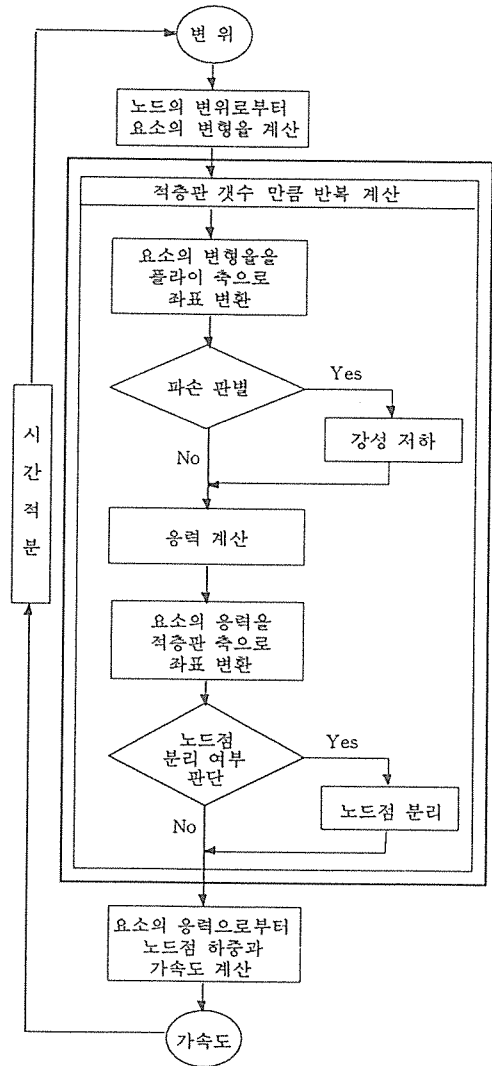 변 위
노드의 변위로부터
요소의 변형율 계산
적층판 갯수 만큼 반복 계산
요소의 변형율을
플라이 축으로
좌표 변환
파손 판별
Yes
강성 저하
No
응력 계산
요소의 응력을
적층판 축으로
좌표 변환
노드점
분리 여부
판단
Yes
노드점 분리
No
요소의 응력으로부터
노드점 하중과
가속도 계산
가속도
시
간
적
분